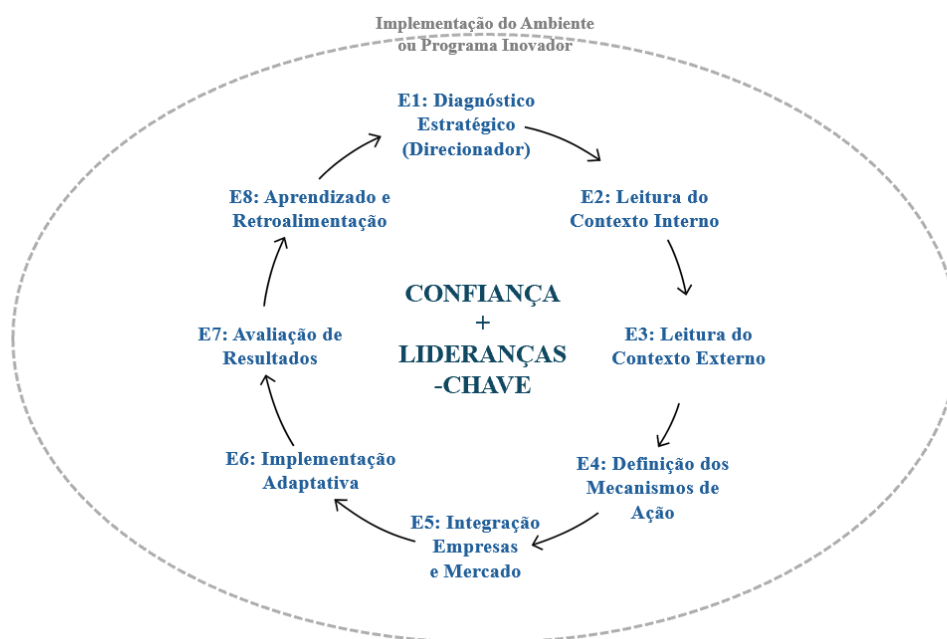 Implementação do Ambiente
ou Programa Inovador
E1: Diagnóstico
Estratégico
(Direcionador)
E2: Leitura do
Contexto Interno
E3: Leitura do
Contexto Externo
E4: Definição dos
Mecanismos de
Ação
E5: Integração
Empresas
e Mercado
E6: Implementação
Adaptativa
E7: Avaliação de
Resultados
E8: Aprendizado e
Retroalimentação
CONFIANÇA
+
LIDERANÇAS
-CHAVE